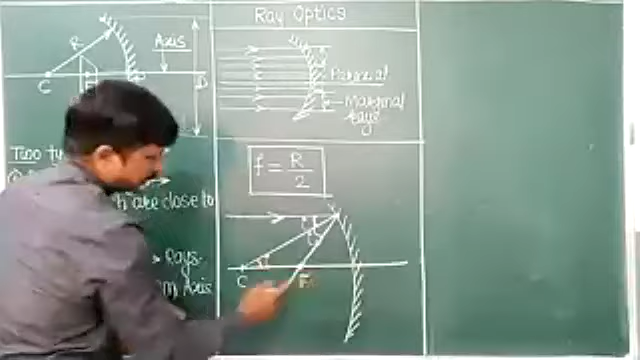 Ray Optics
R
Axis
C
D
Paraxial
Marginal
Rays
Two
are close to
Rays
Axis
f = R/2
C
F